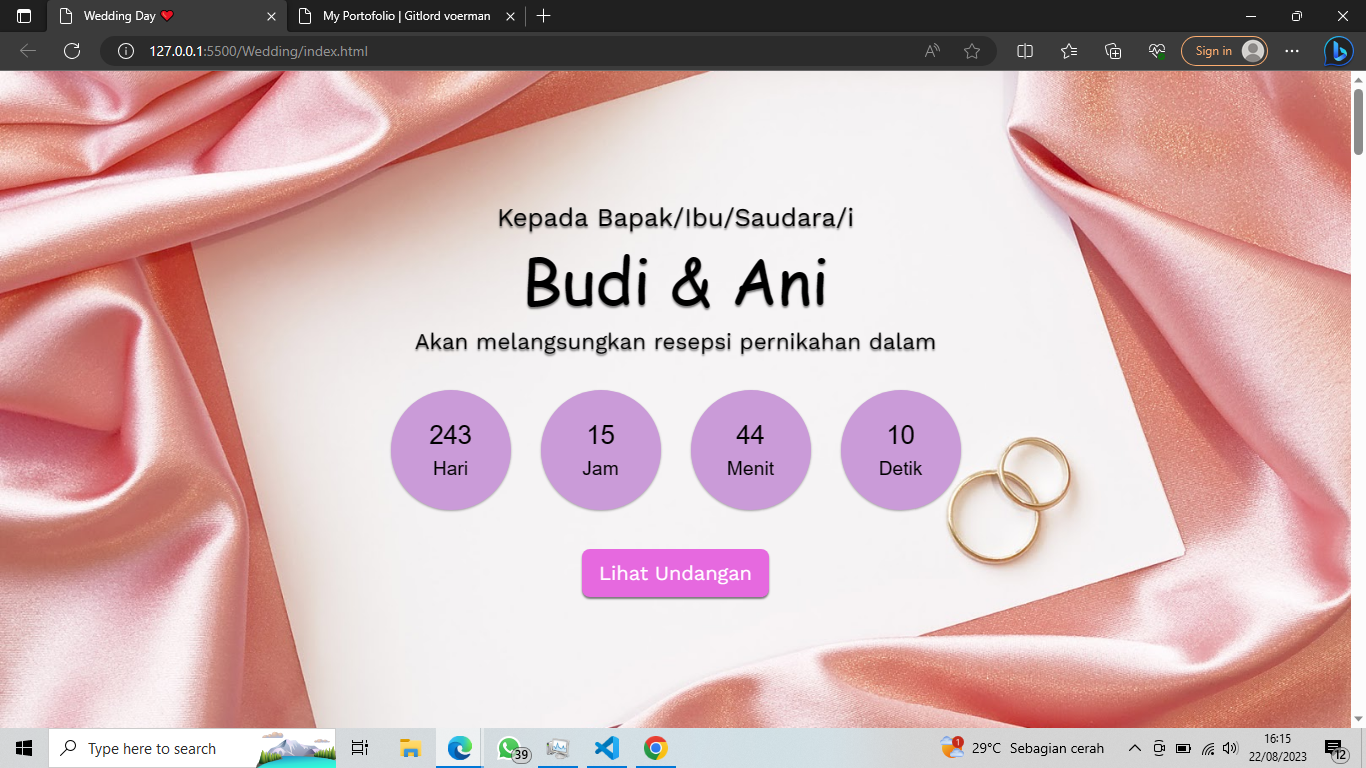 Wedding Day ❤️
My Portofolio | Gitlord voerman
127.0.0.1:5500/Wedding/index.html
Sign in
Kepada Bapak/Ibu/Saudara/i
Budi & Ani
Akan melangsungkan resepsi pernikahan dalam
243 15 44 10
Hari Jam Menit Detik
Lihat Undangan
Type here to search
39
1
29°C Sebagian cerah
16:15
22/08/2023
12